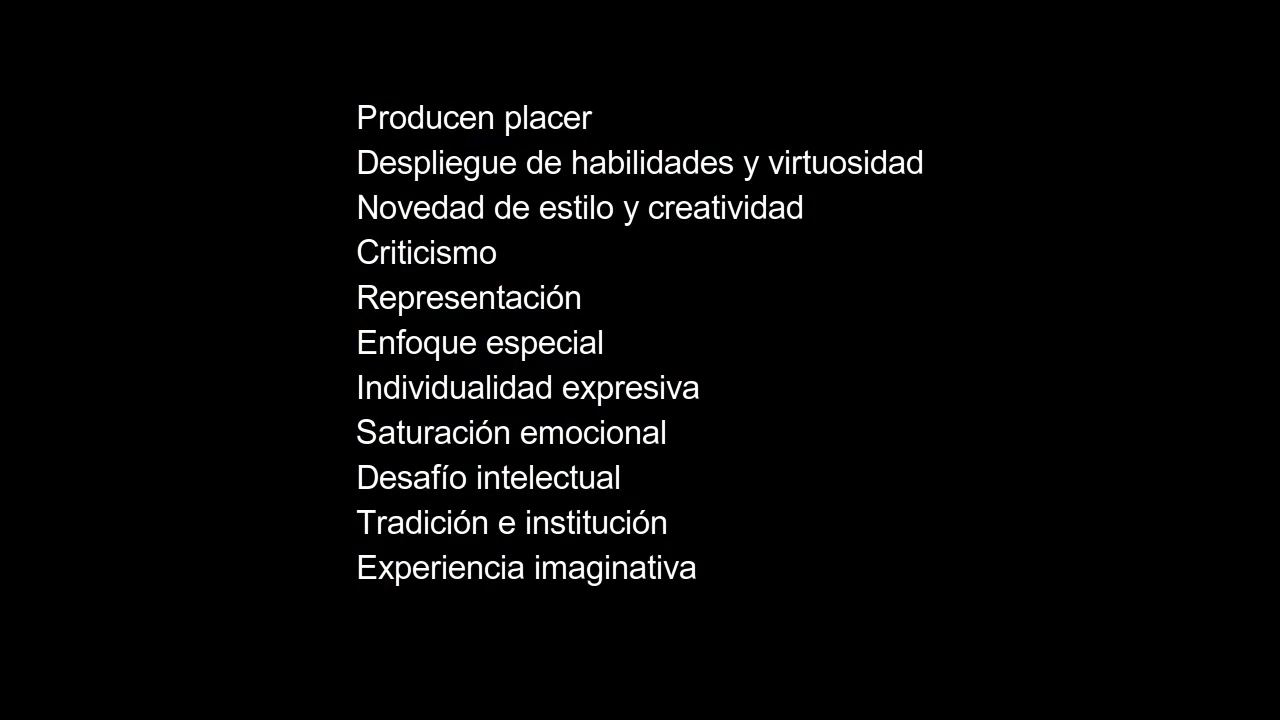 Producen placer
Despliegue de habilidades y virtuosidad
Novedad de estilo y creatividad
Criticismo
Representación
Enfoque especial
Individualidad expresiva
Saturación emocional
Desafío intelectual
Tradición e institución
Experiencia imaginativa